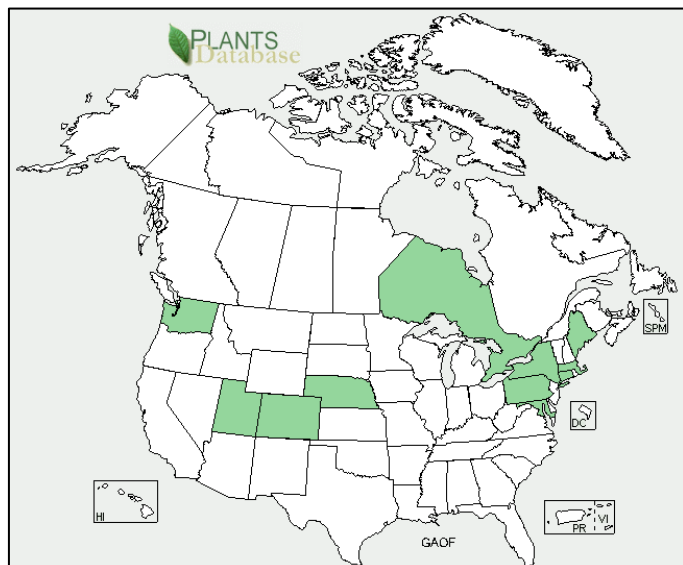 PLANTS
Database
SPM
DC
HI
PR
VI
GAOF